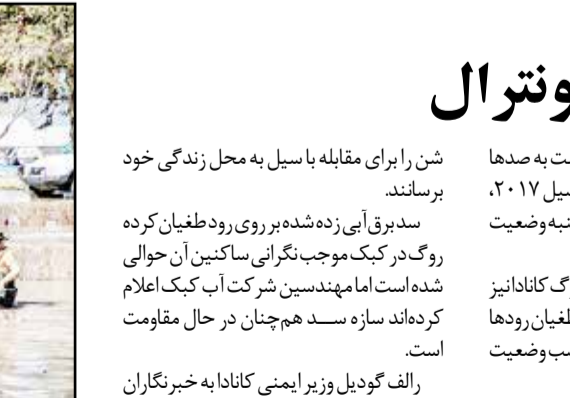 ونترال
ت به صدها
سیل ۲۰۱۷،
نبه وضعیت
گ کانادا نیز
طغیان رودها
سب وضعیت
شن را برای مقابله با سیل به محل زندگی خود
برسانند.
سد برق آبی زده شده بر روی رود طغیان کرده
روگ در کبک موجب نگرانی ساکنین آن حوالی
شده است اما مهندسین شرکت آب کبک اعلام
کرده‌اند سازه ســد هم‌چنان در حال مقاومت
است.
رالف گودیل وزیر ایمنی کانادا به خبرنگاران